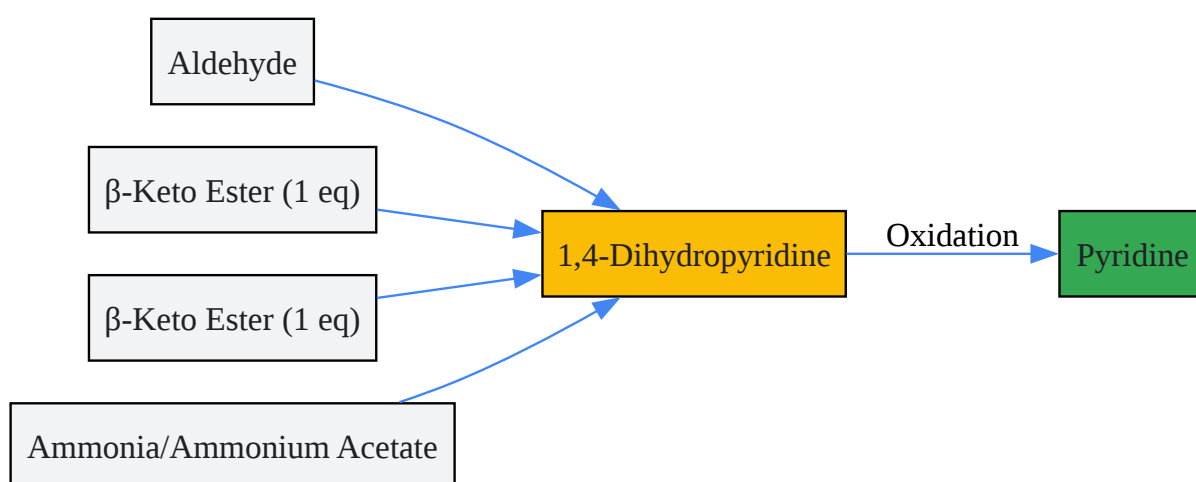 Aldehyde
β-Keto Ester (1 eq)
β-Keto Ester (1 eq)
Ammonia/Ammonium Acetate
1,4-Dihydropyridine
Oxidation
Pyridine